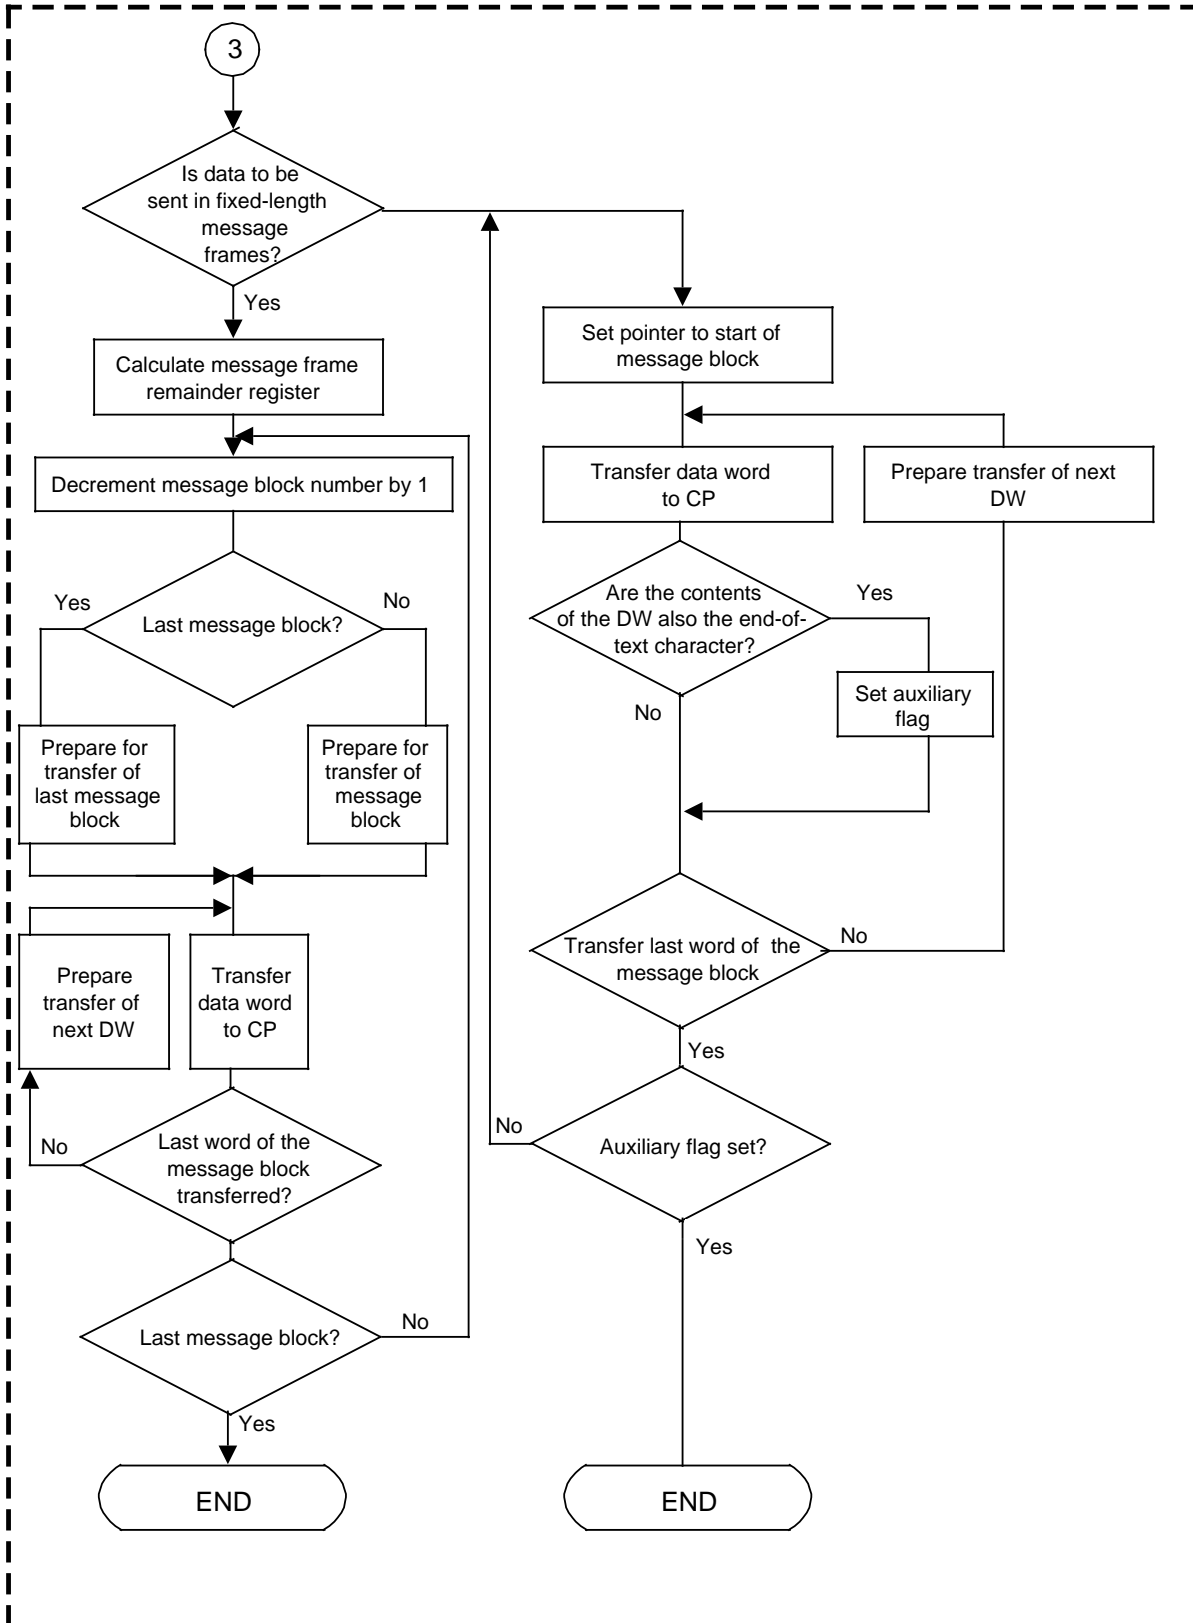 3
Is data to be
sent in fixed-length
message
frames?
Yes
Calculate message frame
remainder register
Decrement message block number by 1
Yes
No
Last message block?
Prepare for
transfer of
last message
block
Prepare for
transfer of
message
block
Prepare
transfer of
next DW
Transfer
data word
to CP
No
Last word of the
message block
transferred?
Last message block?
No
Yes
END
Set pointer to start of
message block
Transfer data word
to CP
Prepare transfer of next
DW
Are the contents
of the DW also the end-of-
text character?
Yes
Set auxiliary
flag
No
Transfer last word of the
message block
No
Yes
No
Auxiliary flag set?
Yes
END